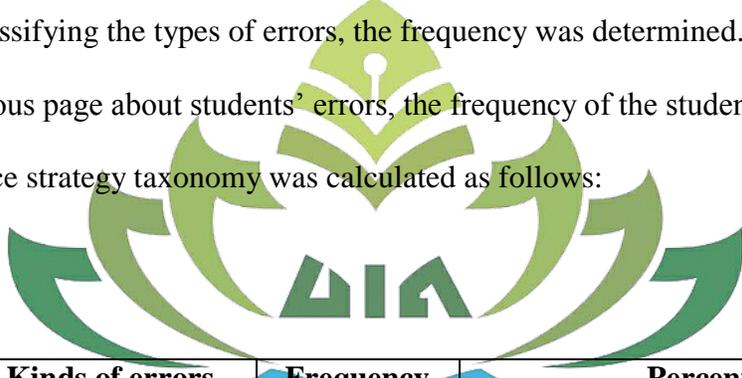 ssifying the types of errors, the frequency was determined.
ous page about students’ errors, the frequency of the studen
ce strategy taxonomy was calculated as follows:
UIN
Kinds of errors Frequency Percen